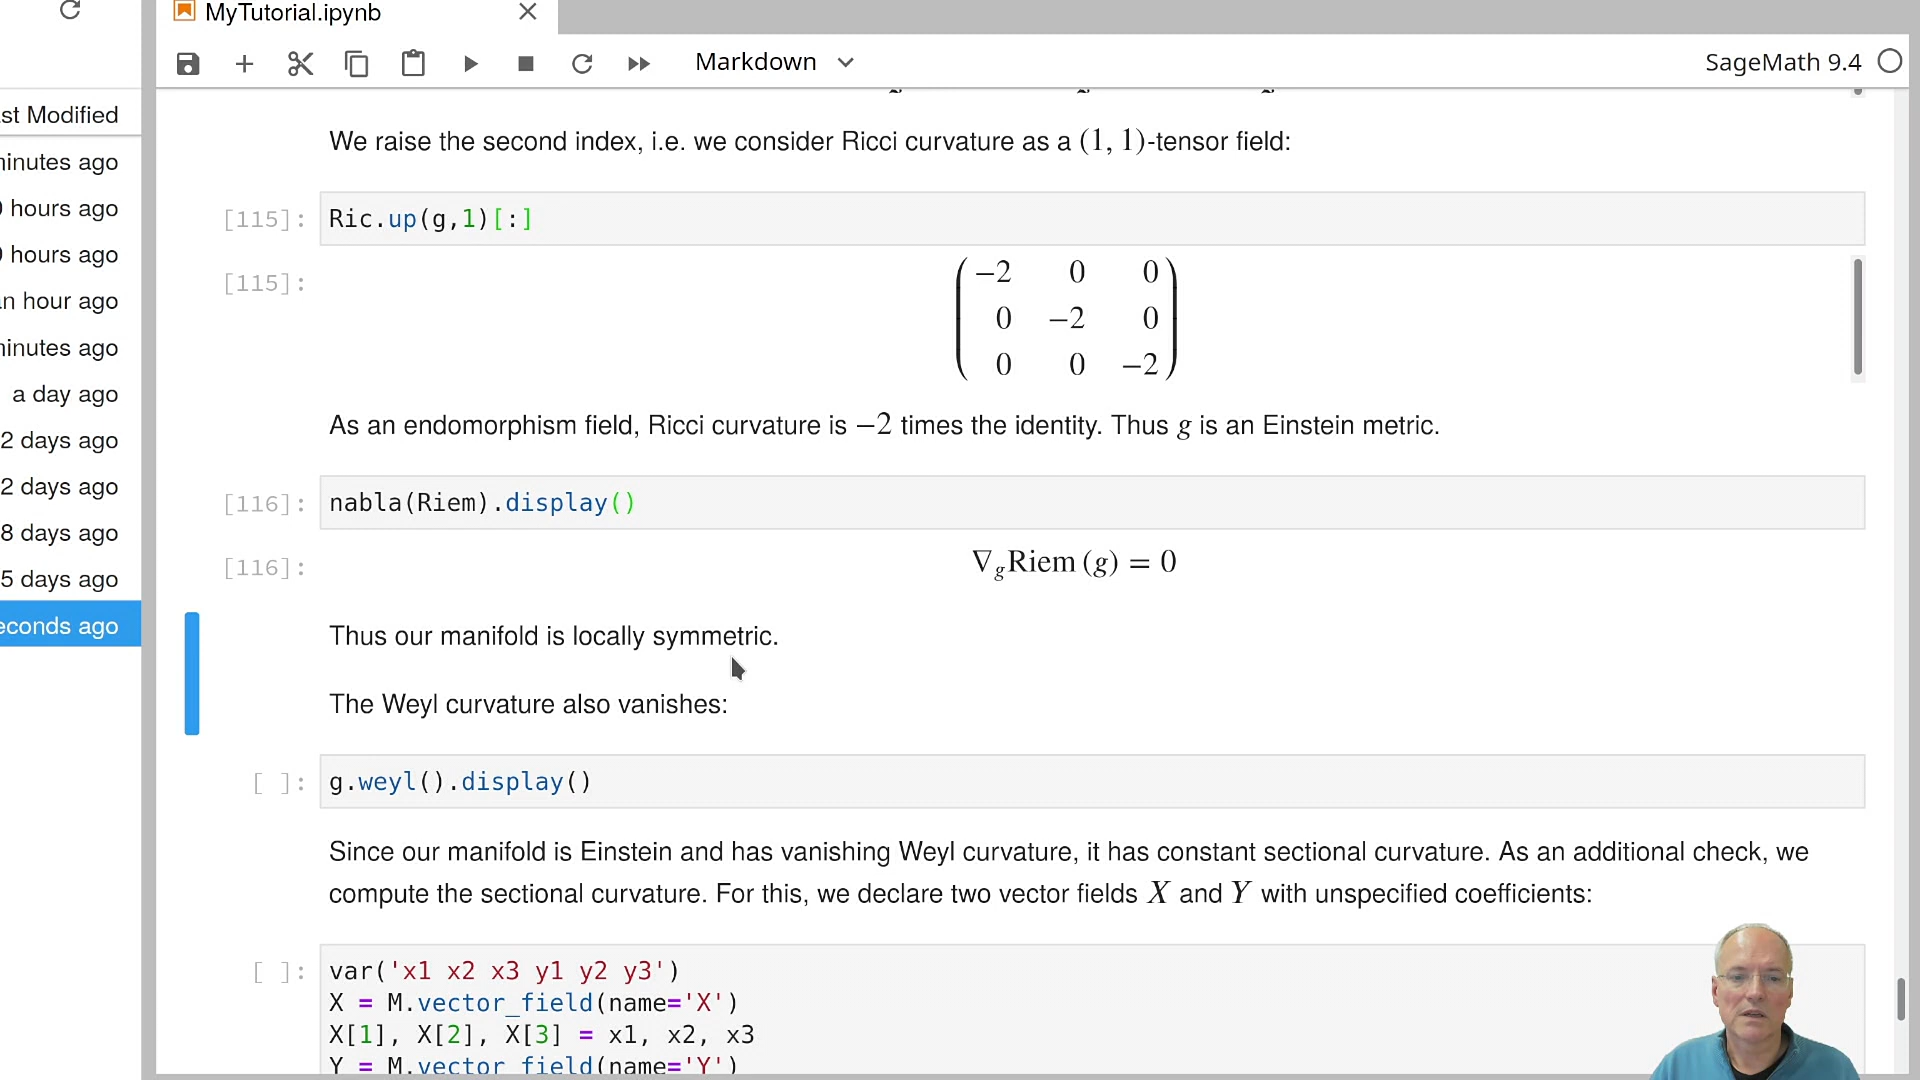 MyTutorial.ipynb
Markdown
SageMath 9.4
st Modified
inutes ago
hours ago
hours ago
n hour ago
inutes ago
a day ago
2 days ago
2 days ago
8 days ago
5 days ago
econds ago
We raise the second index, i.e. we consider Ricci curvature as a (1, 1)-tensor field:
[115]: Ric.up(g,1)[:]
[115]:
−2 0 0
0 −2 0
0 0 −2
As an endomorphism field, Ricci curvature is −2 times the identity. Thus g is an Einstein metric.
[116]: nabla(Riem).display()
[116]: ∇gRiem (g) = 0
Thus our manifold is locally symmetric.
The Weyl curvature also vanishes:
[ ]: g.weyl().display()
Since our manifold is Einstein and has vanishing Weyl curvature, it has constant sectional curvature. As an additional check, we
compute the sectional curvature. For this, we declare two vector fields X and Y with unspecified coefficients:
[ ]: var('x1 x2 x3 y1 y2 y3')
X = M.vector_field(name='X')
X[1], X[2], X[3] = x1, x2, x3
Y = M.vector_field(name='Y')